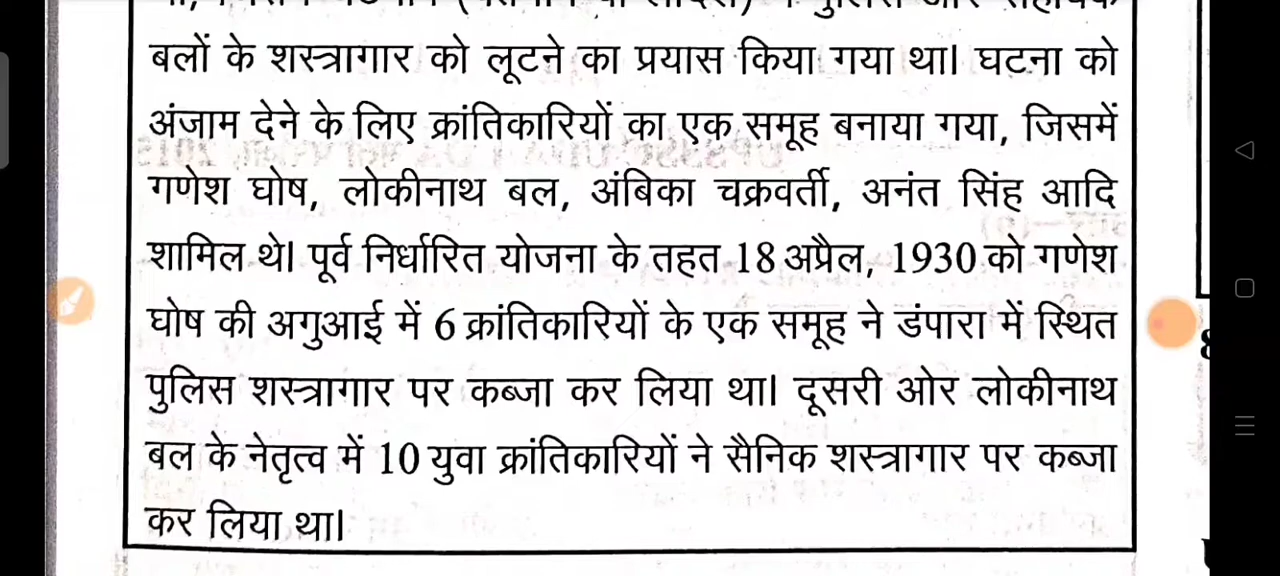 बलों के शस्त्रागार को लूटने का प्रयास किया गया था। घटना को
अंजाम देने के लिए क्रांतिकारियों का एक समूह बनाया गया, जिसमें
गणेश घोष, लोकीनाथ बल, अंबिका चक्रवर्ती, अनंत सिंह आदि
शामिल थे। पूर्व निर्धारित योजना के तहत 18 अप्रैल, 1930 को गणेश
घोष की अगुआई में 6 क्रांतिकारियों के एक समूह ने डंपारा में स्थित
पुलिस शस्त्रागार पर कब्जा कर लिया था। दूसरी ओर लोकीनाथ
बल के नेतृत्व में 10 युवा क्रांतिकारियों ने सैनिक शस्त्रागार पर कब्जा
कर लिया था।